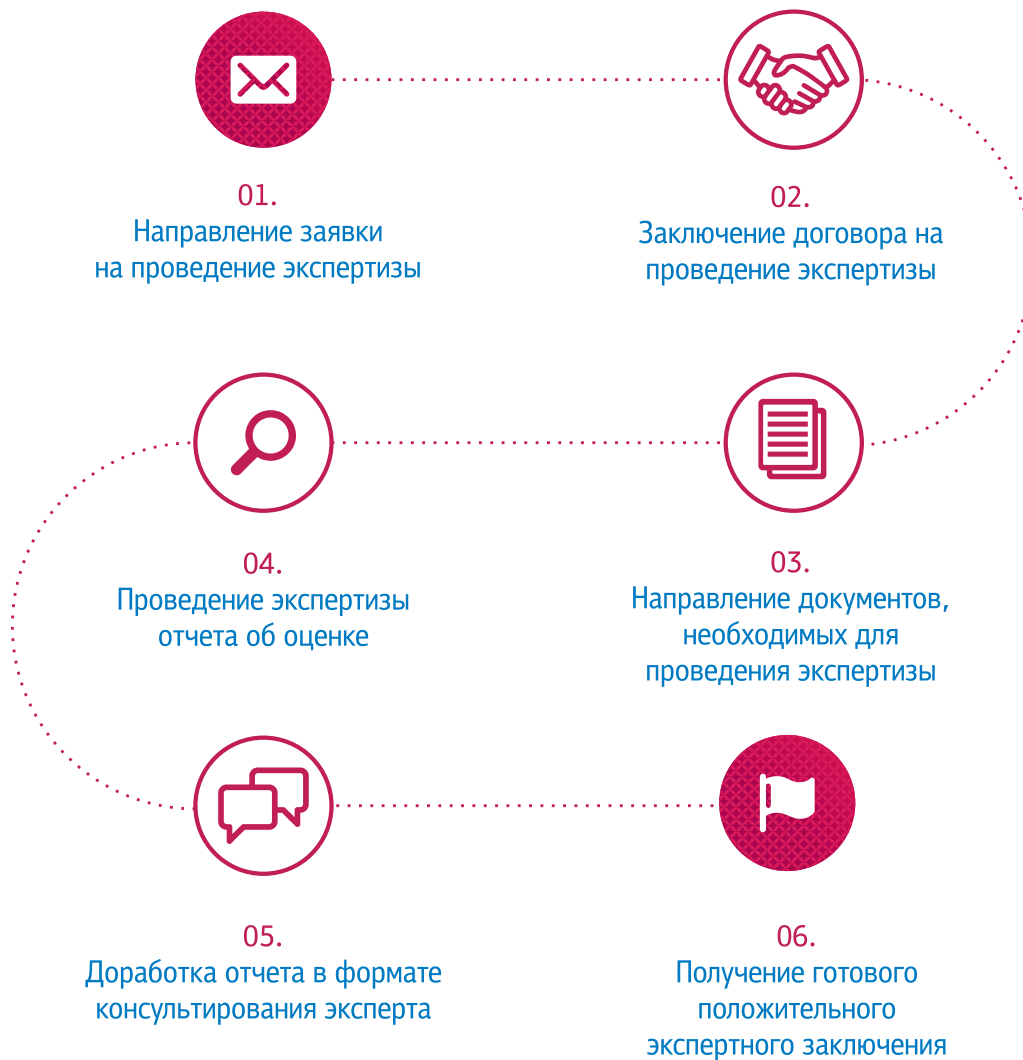 01.
Направление заявки
на проведение экспертизы
02.
Заключение договора на
проведение экспертизы
03.
Направление документов,
необходимых для
проведения экспертизы
04.
Проведение экспертизы
отчета об оценке
05.
Доработка отчета в формате
консультирования эксперта
06.
Получение готового
положительного
экспертного заключения